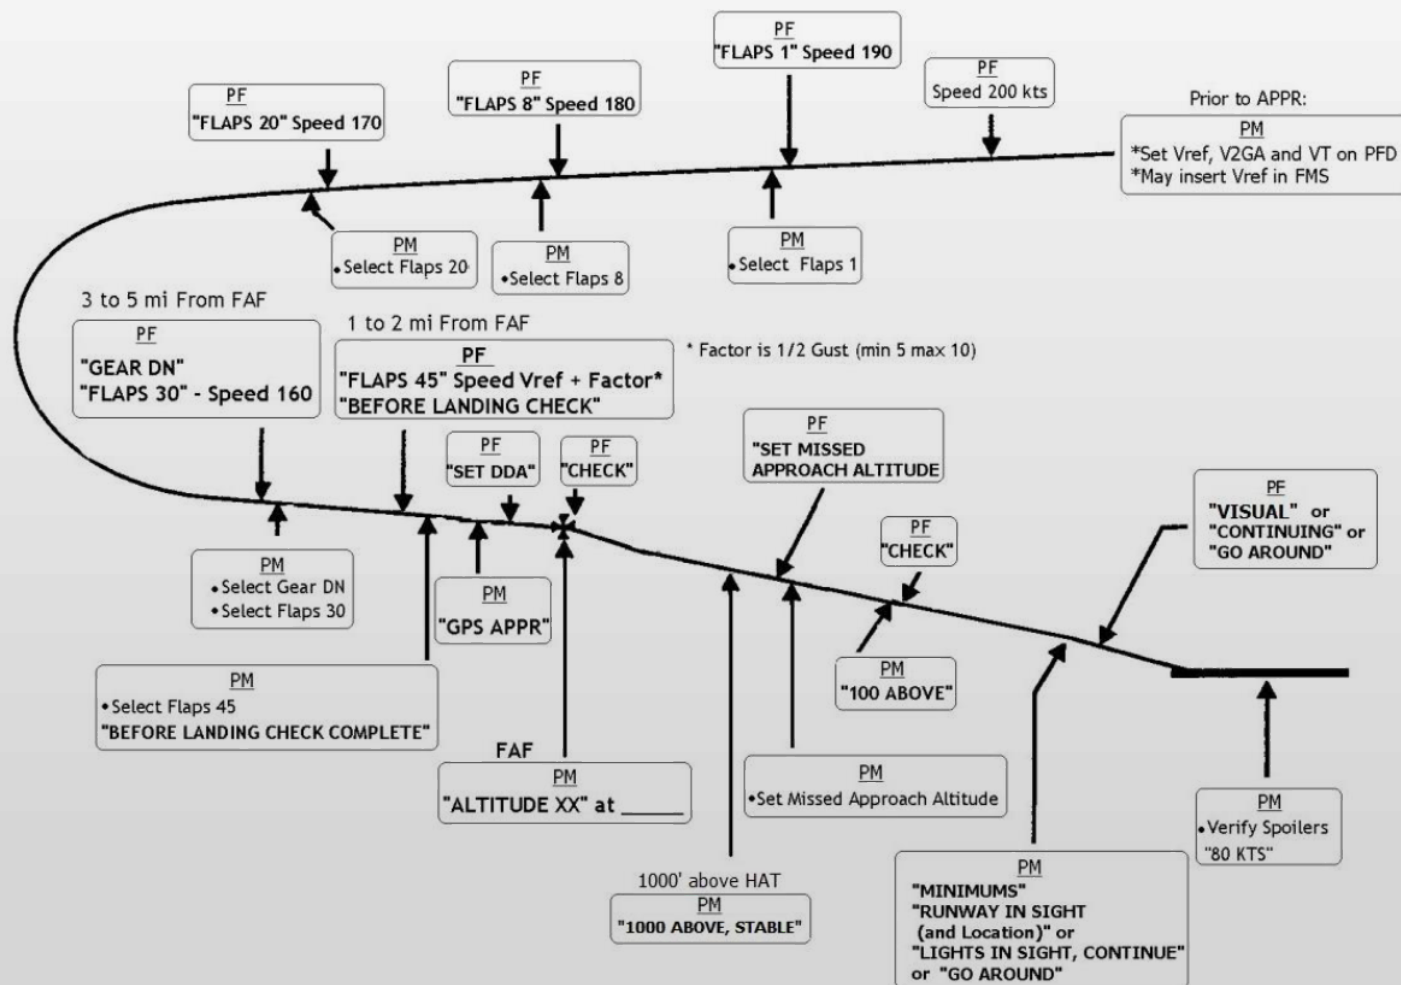 PF
"FLAPS 1" Speed 190
PF
Speed 200 kts
PF
"FLAPS 8" Speed 180
PF
"FLAPS 20" Speed 170
Prior to APPR:
PM
*Set Vref, V2GA and VT on PFD
*May insert Vref in FMS
PM
•Select Flaps 20
PM
•Select Flaps 8
PM
•Select Flaps 1
3 to 5 mi From FAF
PF
"GEAR DN"
"FLAPS 30" - Speed 160
1 to 2 mi From FAF
PF
"FLAPS 45" Speed Vref + Factor*
"BEFORE LANDING CHECK"
* Factor is 1/2 Gust (min 5 max 10)
PF
"SET DDA"
PF
"CHECK"
PF
"SET MISSED
APPROACH ALTITUDE
PF
"CHECK"
PF
"VISUAL" or
"CONTINUING" or
"GO AROUND"
PM
•Select Gear DN
•Select Flaps 30
PM
"GPS APPR"
PM
•Select Flaps 45
"BEFORE LANDING CHECK COMPLETE"
FAF
PM
"ALTITUDE XX" at ______
PM
"100 ABOVE"
PM
•Set Missed Approach Altitude
1000' above HAT
PM
"1000 ABOVE, STABLE"
PM
•Verify Spoilers
"80 KTS"
PM
"MINIMUMS"
"RUNWAY IN SIGHT
(and Location)" or
"LIGHTS IN SIGHT, CONTINUE"
or "GO AROUND"